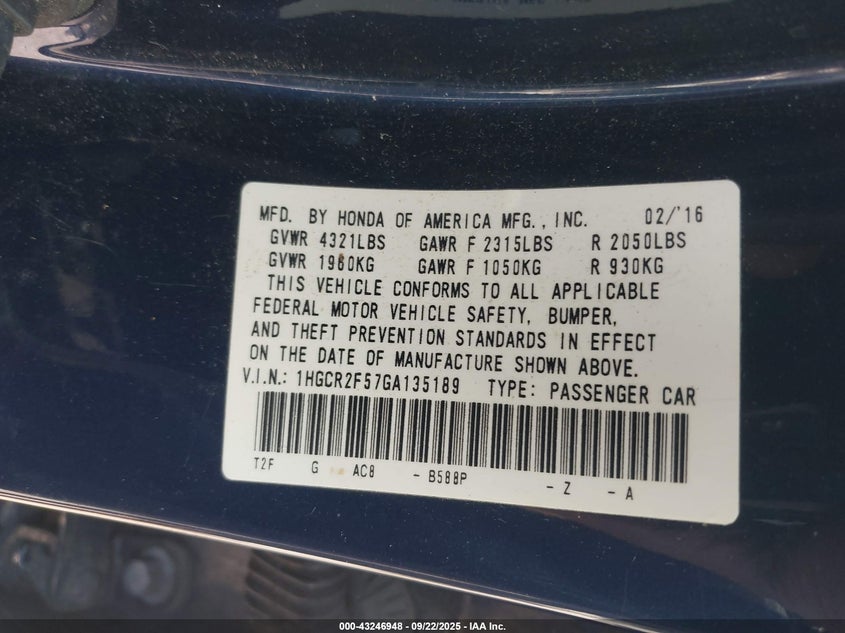 MFD. BY HONDA OF AMERICA MFG., INC. 02/'16
GVWR 4321LBS GAWR F 2315LBS R 2050LBS
GVWR 1960KG GAWR F 1050KG R 930KG
THIS VEHICLE CONFORMS TO ALL APPLICABLE
FEDERAL MOTOR VEHICLE SAFETY, BUMPER,
AND THEFT PREVENTION STANDARDS IN EFFECT
ON THE DATE OF MANUFACTURE SHOWN ABOVE.
V.I.N.: 1HGCR2F57GA135189 TYPE: PASSENGER CAR
T2F G AC8 - B588P - Z - A
000-43246948 - 09/22/2025 - IAA Inc.